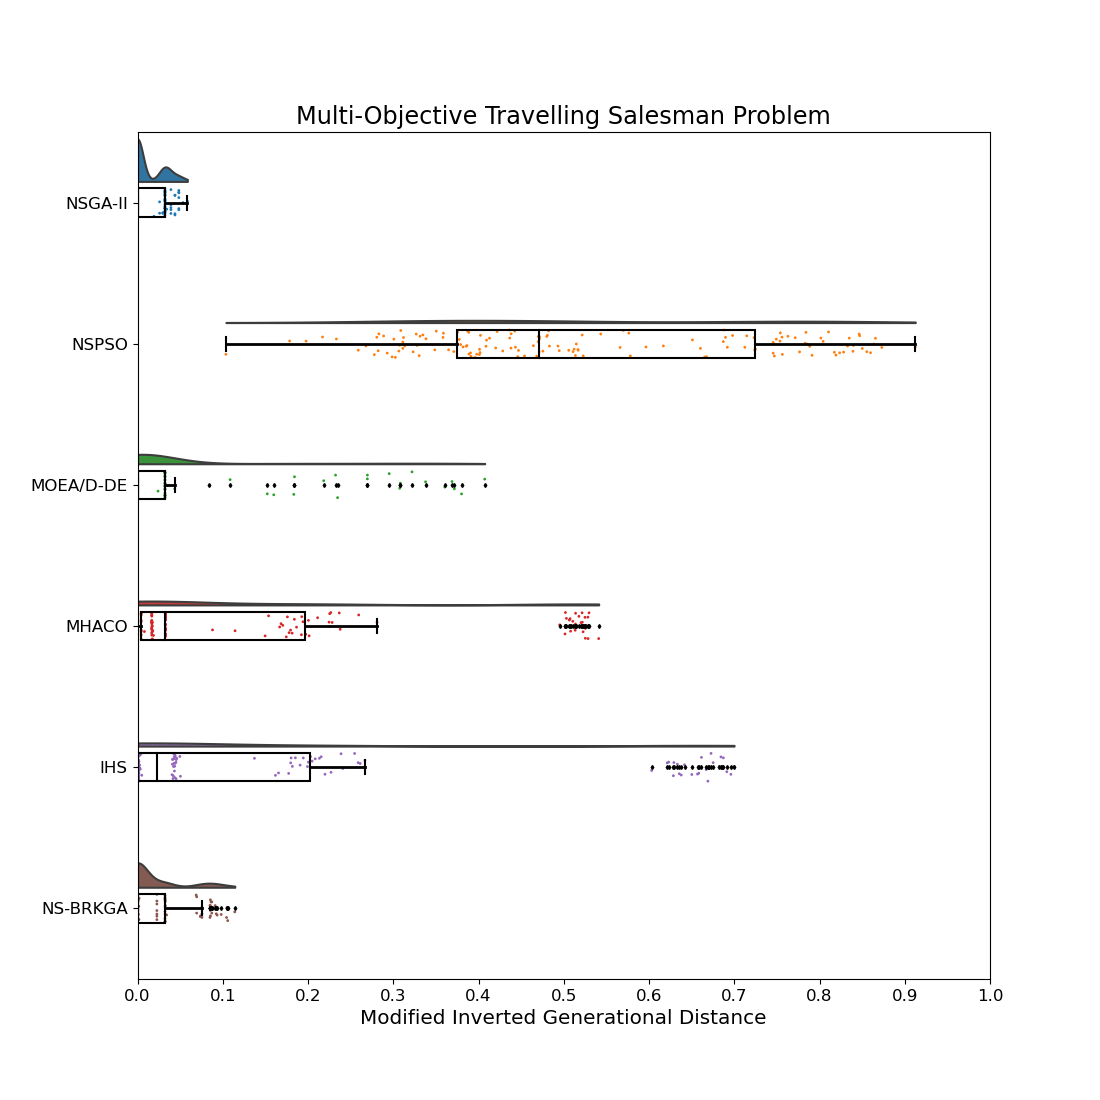 Multi-Objective Travelling Salesman Problem
NSGA-II
NSPSO
MOEA/D-DE
MHACO
IHS
NS-BRKGA
0.0 0.1 0.2 0.3 0.4 0.5 0.6 0.7 0.8 0.9 1.0
Modified Inverted Generational Distance